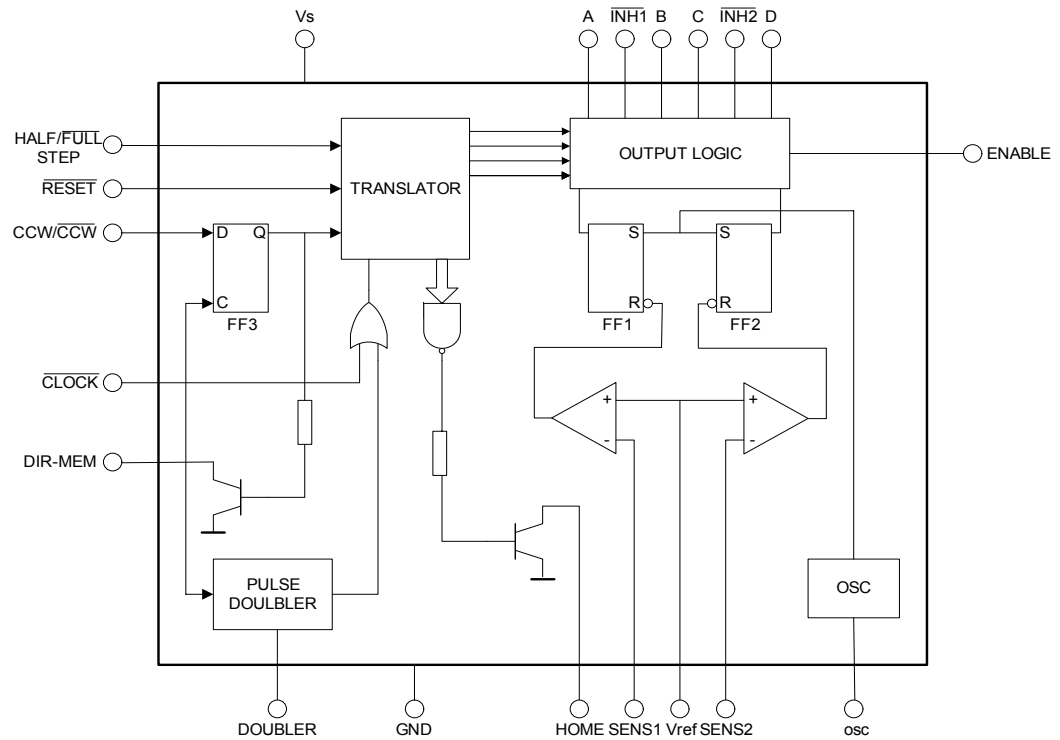 Vs
A
INH1
B
C
INH2
D
HALF/FULL
STEP
RESET
CCW/CCW
CLOCK
DIR-MEM
TRANSLATOR
OUTPUT LOGIC
ENABLE
D
Q
C
FF3
S
R
FF1
S
R
FF2
+
-
+
-
PULSE
DOULBLER
OSC
DOUBLER
GND
HOME
SENS1
Vref
SENS2
osc